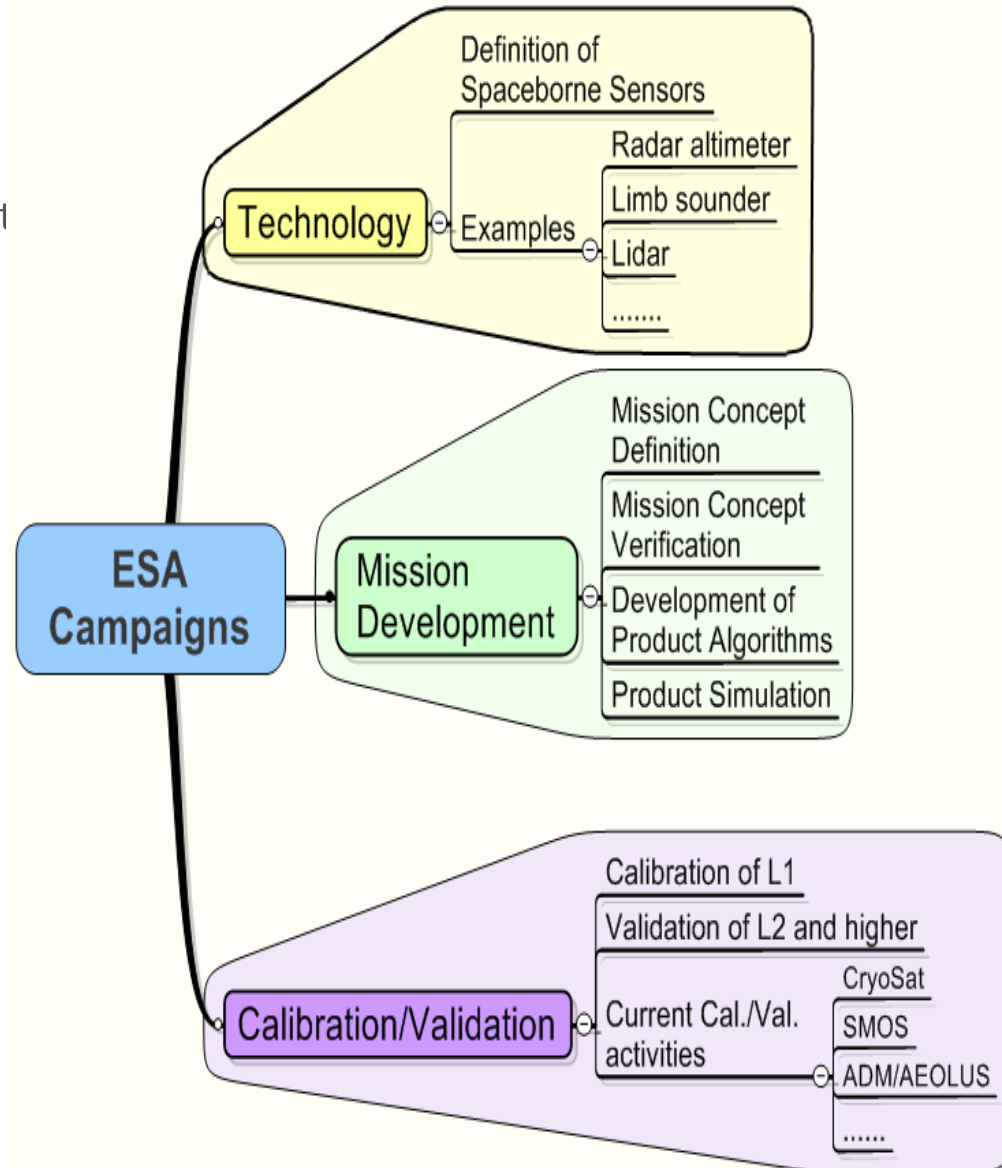 Definition of
Spaceborne Sensors
Radar altimeter
Limb sounder
t
Technology
Examples
Lidar
.......
Mission Concept
Definition
Mission Concept
Verification
ESA
Campaigns
Mission
Development
Development of
Product Algorithms
Product Simulation
Calibration of L1
Validation of L2 and higher
Calibration/Validation
Current Cal./Val.
activities
CryoSat
SMOS
ADM/AEOLUS
......